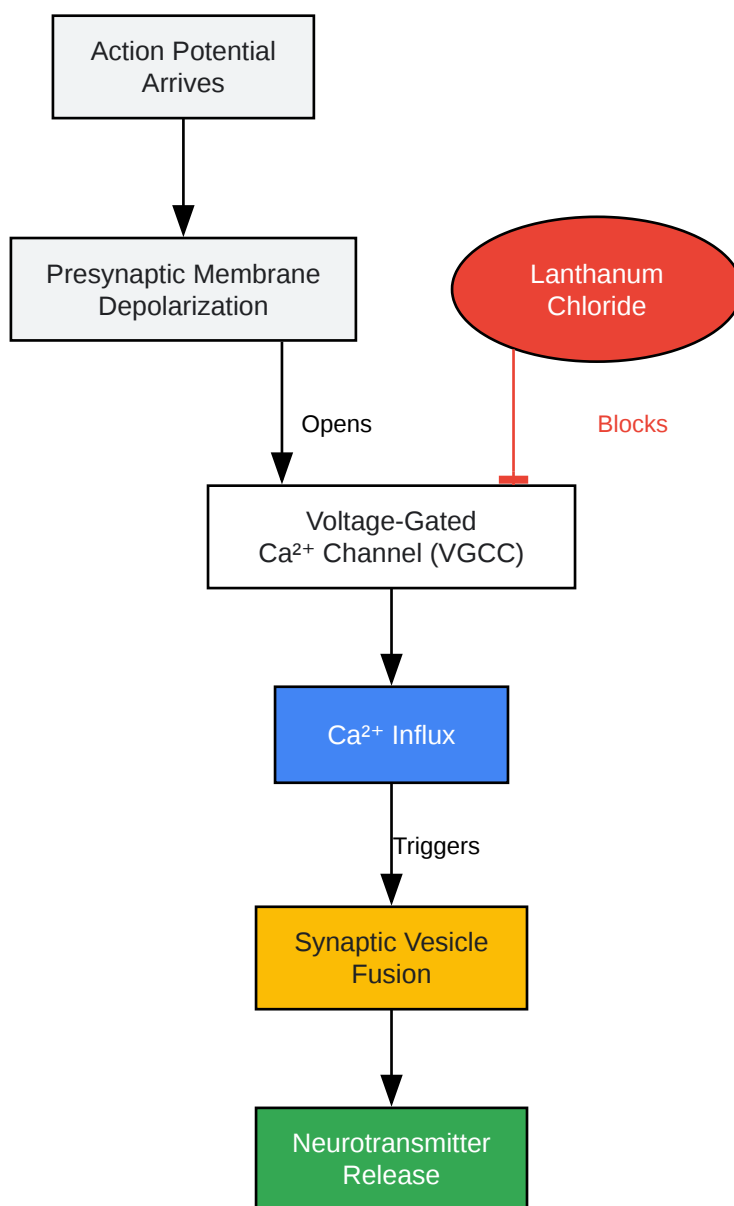 Action Potential
Arrives
Presynaptic Membrane
Depolarization
Lanthanum
Chloride
Opens
Blocks
Voltage-Gated
Ca²⁺ Channel (VGCC)
Ca²⁺ Influx
Triggers
Synaptic Vesicle
Fusion
Neurotransmitter
Release